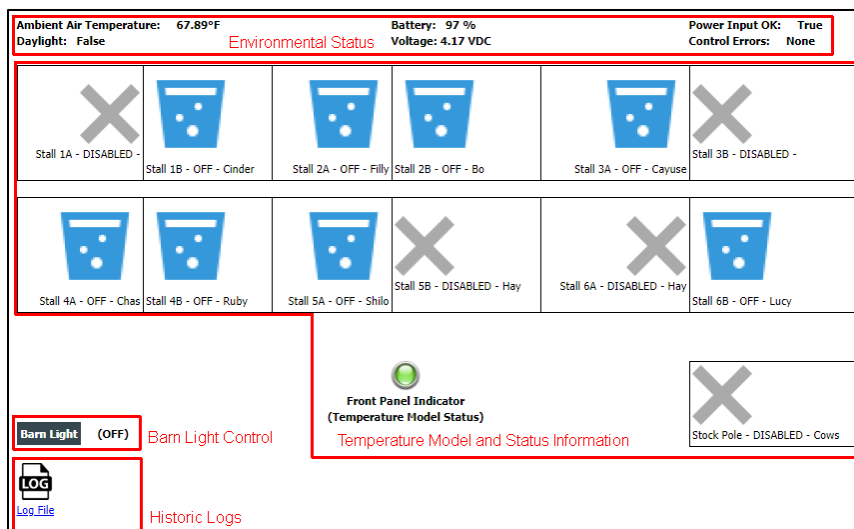 Ambient Air Temperature: 67.89°F Battery: 97 % Power Input OK: True
Daylight: False Environmental Status Voltage: 4.17 VDC Control Errors: None
Stall 1A - DISABLED - Stall 1B - OFF - Cinder Stall 2A - OFF - Filly Stall 2B - OFF - Bo Stall 3A - OFF - Cayuse Stall 3B - DISABLED -
Stall 4A - OFF - Chas Stall 4B - OFF - Ruby Stall 5A - OFF - Shilo Stall 5B - DISABLED - Hay Stall 6A - DISABLED - Hay Stall 6B - OFF - Lucy
Front Panel Indicator
(Temperature Model Status)
Barn Light (OFF) Barn Light Control Temperature Model and Status Information Stock Pole - DISABLED - Cows
LOG
Log File
Historic Logs